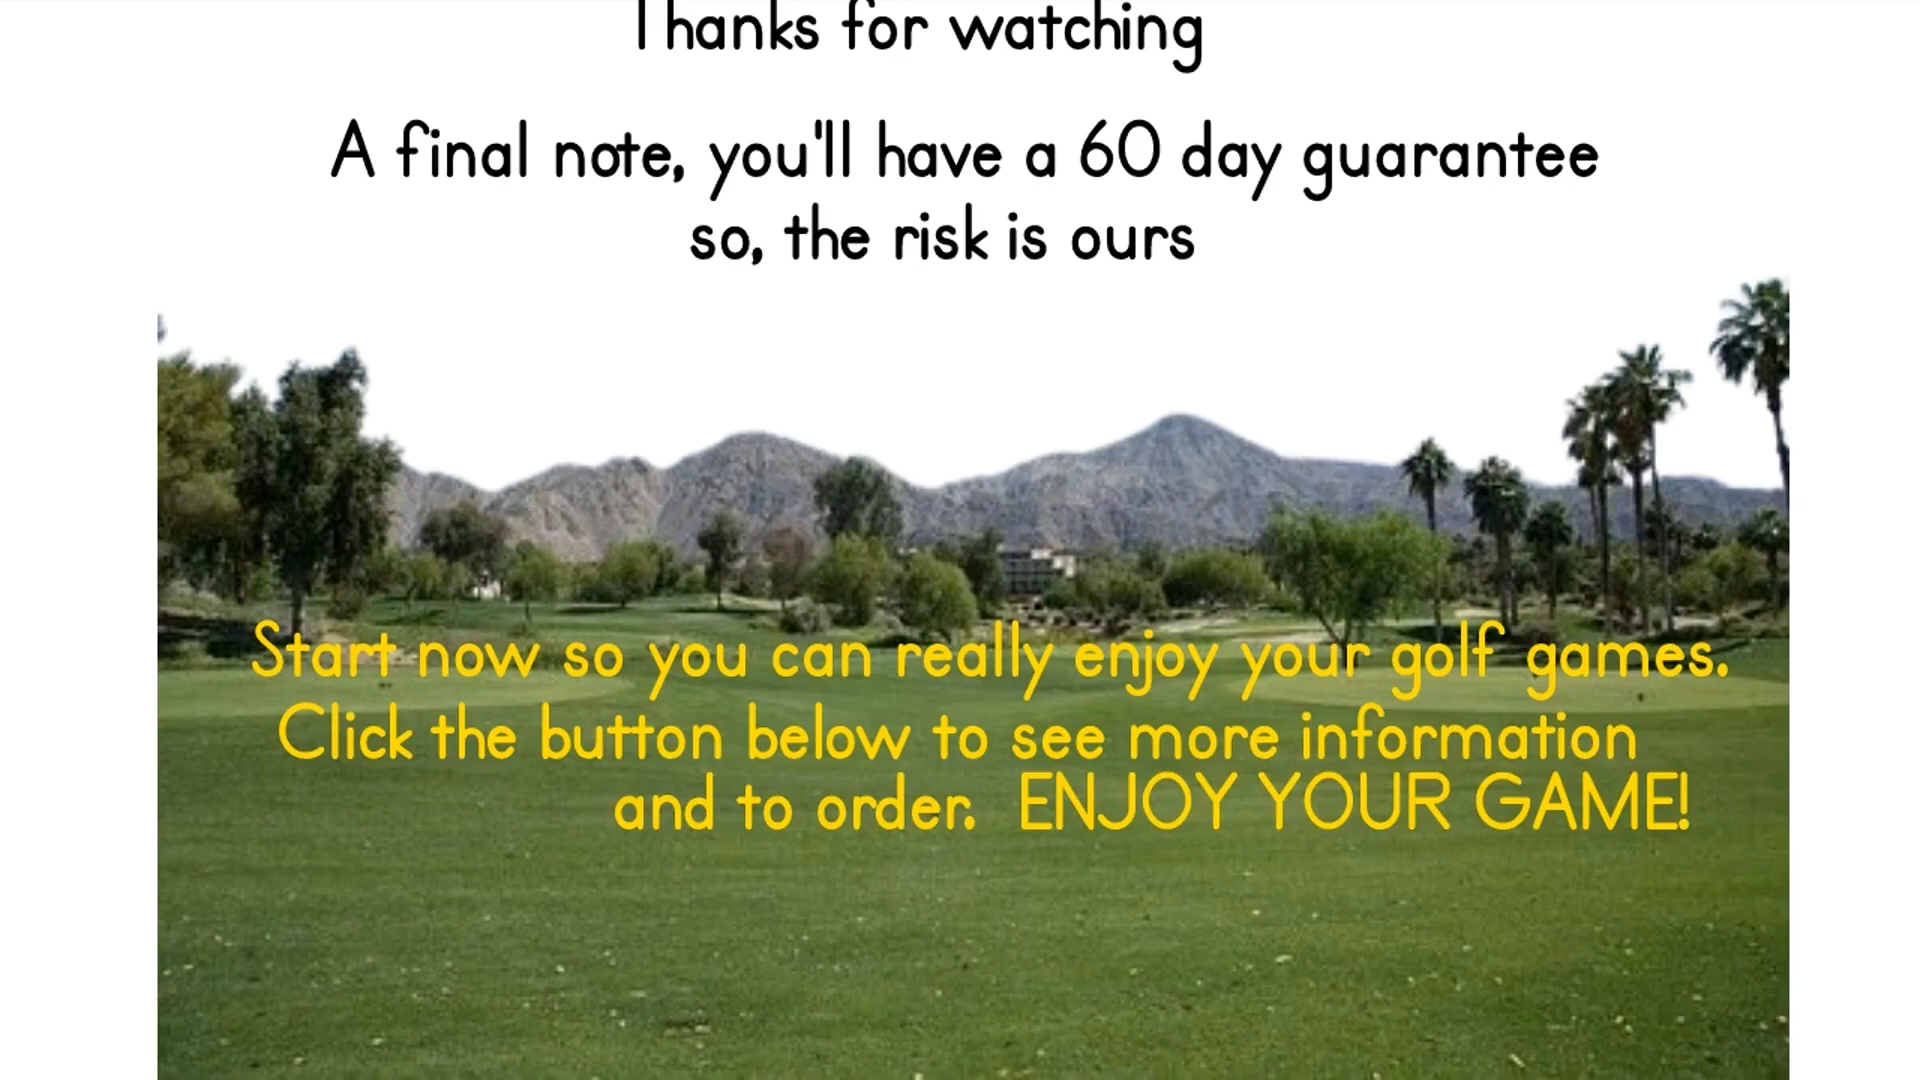 Thanks for watching
A final note, you'll have a 60 day guarantee
so, the risk is ours
Start now so you can really enjoy your golf games.
Click the button below to see more information
and to order. ENJOY YOUR GAME!